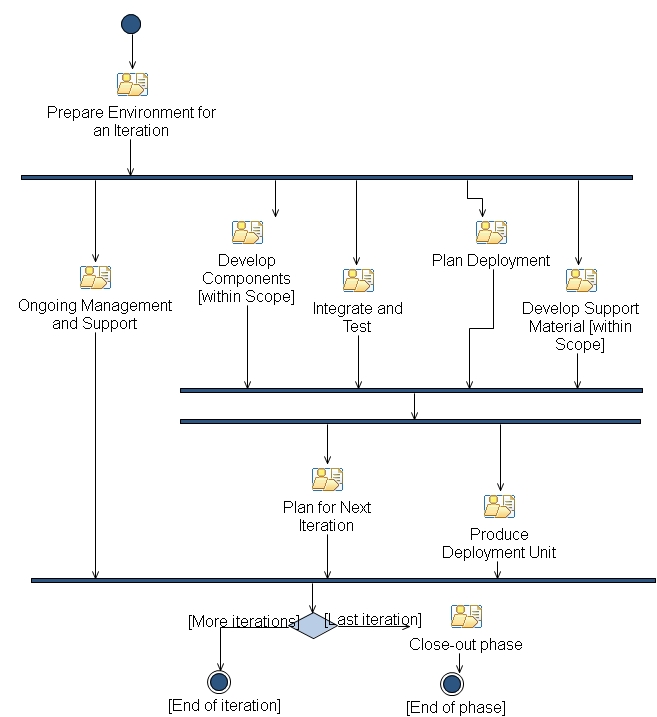 Prepare Environment for
an Iteration
Ongoing Management
and Support
Develop
Components
[within Scope]
Integrate and
Test
Plan Deployment
Develop Support
Material [within
Scope]
Plan for Next
Iteration
Produce
Deployment Unit
[More iterations]
[Last iteration]
Close-out phase
[End of iteration]
[End of phase]